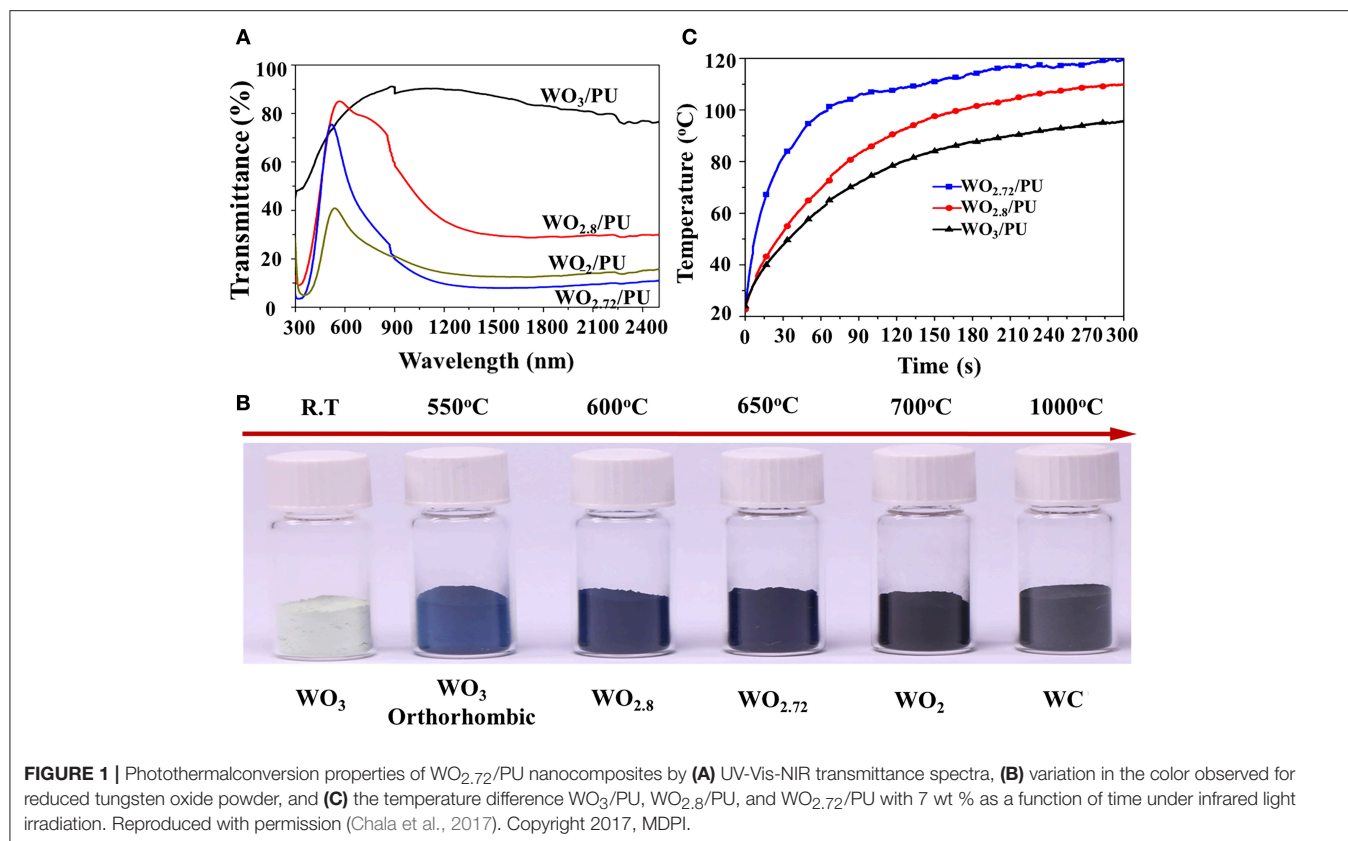 A
Transmittance (%)
100
80
60
40
20
0
WO3/PU
WO2.8/PU
WO2/PU
WO2.72/PU
300 600 900 1200 1500 1800 2100 2400
Wavelength (nm)
C
Temperature (oC)
120
100
80
60
40
20
WO2.72/PU
WO2.8/PU
WO3/PU
0 30 60 90 120 150 180 210 240 270 300
Time (s)
B
R.T 550oC 600oC 650oC 700oC 1000oC
WO3 WO3 Orthorhombic WO2.8 WO2.72 WO2 WC
FIGURE 1 | Photothermalconversion properties of WO2.72/PU nanocomposites by (A) UV-Vis-NIR transmittance spectra, (B) variation in the color observed for
reduced tungsten oxide powder, and (C) the temperature difference WO3/PU, WO2.8/PU, and WO2.72/PU with 7 wt % as a function of time under infrared light
irradiation. Reproduced with permission (Chala et al., 2017). Copyright 2017, MDPI.